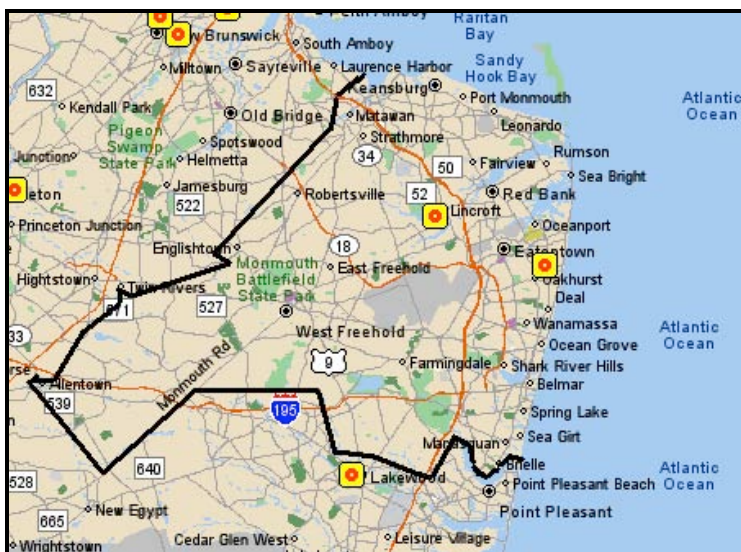 Perth Amboy
Raritan
Bay
w Brunswick
South Amboy
Milltown
Sayreville
Laurence Harbor
Sandy
Hook Bay
632
Keansburg
Kendall Park
Old Bridge
Matawan
Port Monmouth
Atlantic
Ocean
Pigeon
Swamp
State Park
Spotswood
Strathmore
Leonardo
Junction
Helmetta
34
50
Fairview
Rumson
Jamesburg
Sea Bright
eton
522
Robertsville
52
Red Bank
Lincroft
Princeton Junction
Oceanport
Englishtown
18
Eatontown
Hightstown
Monmouth
Battlefield
State Park
East Freehold
Oakhurst
Twin Rivers
Deal
571
527
33
West Freehold
Wanamassa
Atlantic
Ocean
Ocean Grove
rse
Monmouth Rd
9
Farmingdale
Shark River Hills
Allentown
Belmar
539
195
Spring Lake
Manasquan
Sea Girt
640
Brielle
528
Lakewood
Point Pleasant Beach
Atlantic
Ocean
New Egypt
Point Pleasant
665
Wrightstown
Cedar Glen West
Leisure Village